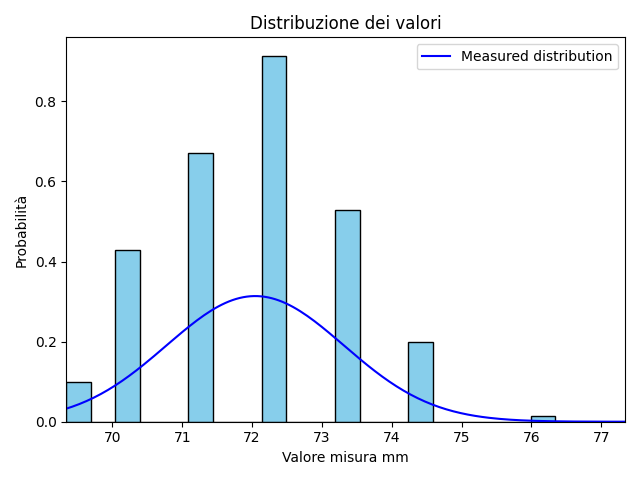 Distribuzione dei valori
Measured distribution
Probabilità
0.8
0.6
0.4
0.2
0.0
70 71 72 73 74 75 76 77
Valore misura mm